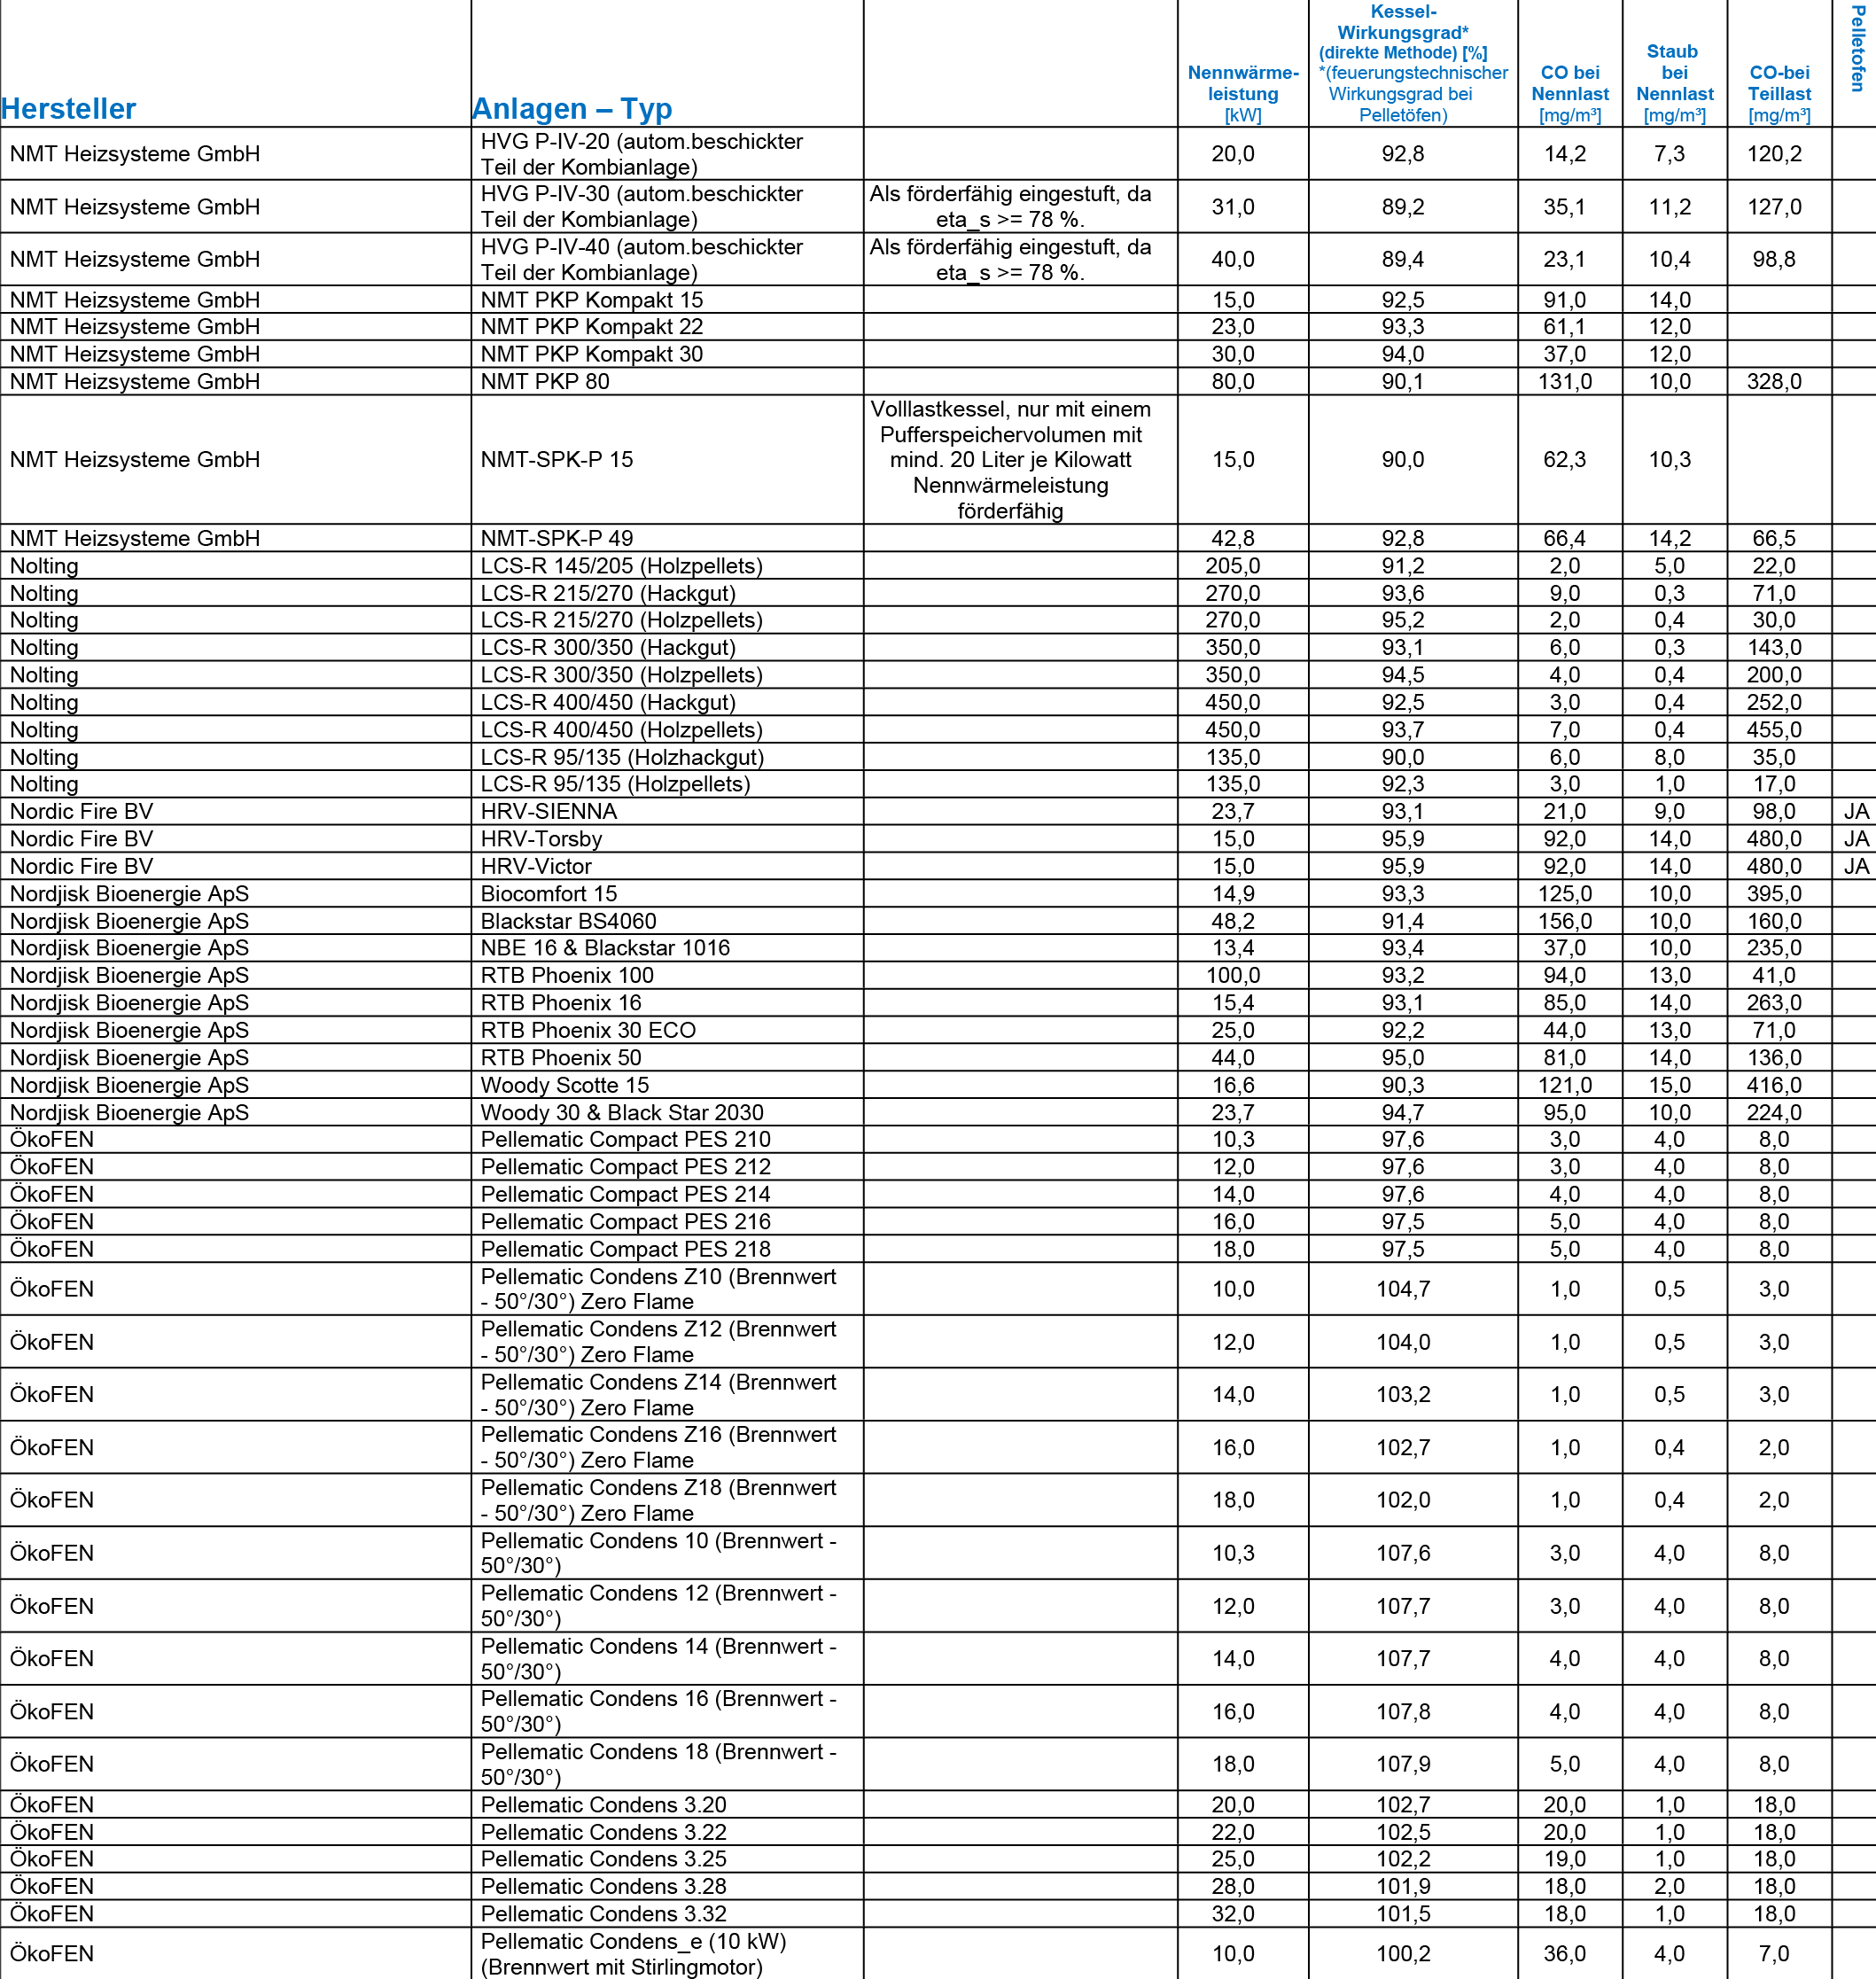 Hersteller Anlagen – Typ Nennwärme-leistung [kW] Kessel-Wirkungsgrad* (direkte Methode) [%] *(feuerungstechnischer Wirkungsgrad bei Pelletöfen) CO bei Nennlast [mg/m³] Staub bei Nennlast [mg/m³] CO-bei Teillast [mg/m³] Pelletofen
NMT Heizsysteme GmbH HVG P-IV-20 (autom.beschickter Teil der Kombianlage) 20,0 92,8 14,2 7,3 120,2
NMT Heizsysteme GmbH HVG P-IV-30 (autom.beschickter Teil der Kombianlage) Als förderfähig eingestuft, da eta_s >= 78 %. 31,0 89,2 35,1 11,2 127,0
NMT Heizsysteme GmbH HVG P-IV-40 (autom.beschickter Teil der Kombianlage) Als förderfähig eingestuft, da eta_s >= 78 %. 40,0 89,4 23,1 10,4 98,8
NMT Heizsysteme GmbH NMT PKP Kompakt 15 15,0 92,5 91,0 14,0
NMT Heizsysteme GmbH NMT PKP Kompakt 22 23,0 93,3 61,1 12,0
NMT Heizsysteme GmbH NMT PKP Kompakt 30 30,0 94,0 37,0 12,0
NMT Heizsysteme GmbH NMT PKP 80 80,0 90,1 131,0 10,0 328,0
NMT Heizsysteme GmbH NMT-SPK-P 15 Volllastkessel, nur mit einem Pufferspeichervolumen mit mind. 20 Liter je Kilowatt Nennwärmeleistung förderfähig 15,0 90,0 62,3 10,3
NMT Heizsysteme GmbH NMT-SPK-P 49 42,8 92,8 66,4 14,2 66,5
Nolting LCS-R 145/205 (Holzpellets) 205,0 91,2 2,0 5,0 22,0
Nolting LCS-R 215/270 (Hackgut) 270,0 93,6 9,0 0,3 71,0
Nolting LCS-R 215/270 (Holzpellets) 270,0 95,2 2,0 0,4 30,0
Nolting LCS-R 300/350 (Hackgut) 350,0 93,1 6,0 0,3 143,0
Nolting LCS-R 300/350 (Holzpellets) 350,0 94,5 4,0 0,4 200,0
Nolting LCS-R 400/450 (Hackgut) 450,0 92,5 3,0 0,4 252,0
Nolting LCS-R 400/450 (Holzpellets) 450,0 93,7 7,0 0,4 455,0
Nolting LCS-R 95/135 (Holzhackgut) 135,0 90,0 6,0 8,0 35,0
Nolting LCS-R 95/135 (Holzpellets) 135,0 92,3 3,0 1,0 17,0
Nordic Fire BV HRV-SIENNA 23,7 93,1 21,0 9,0 98,0 JA
Nordic Fire BV HRV-Torsby 15,0 95,9 92,0 14,0 480,0 JA
Nordic Fire BV HRV-Victor 15,0 95,9 92,0 14,0 480,0 JA
Nordjisk Bioenergie ApS Biocomfort 15 14,9 93,3 125,0 10,0 395,0
Nordjisk Bioenergie ApS Blackstar BS4060 48,2 91,4 156,0 10,0 160,0
Nordjisk Bioenergie ApS NBE 16 & Blackstar 1016 13,4 93,4 37,0 10,0 235,0
Nordjisk Bioenergie ApS RTB Phoenix 100 100,0 93,2 94,0 13,0 41,0
Nordjisk Bioenergie ApS RTB Phoenix 16 15,4 93,1 85,0 14,0 263,0
Nordjisk Bioenergie ApS RTB Phoenix 30 ECO 25,0 92,2 44,0 13,0 71,0
Nordjisk Bioenergie ApS RTB Phoenix 50 44,0 95,0 81,0 14,0 136,0
Nordjisk Bioenergie ApS Woody Scotte 15 16,6 90,3 121,0 15,0 416,0
Nordjisk Bioenergie ApS Woody 30 & Black Star 2030 23,7 94,7 95,0 10,0 224,0
ÖkoFEN Pellematic Compact PES 210 10,3 97,6 3,0 4,0 8,0
ÖkoFEN Pellematic Compact PES 212 12,0 97,6 3,0 4,0 8,0
ÖkoFEN Pellematic Compact PES 214 14,0 97,6 4,0 4,0 8,0
ÖkoFEN Pellematic Compact PES 216 16,0 97,5 5,0 4,0 8,0
ÖkoFEN Pellematic Compact PES 218 18,0 97,5 5,0 4,0 8,0
ÖkoFEN Pellematic Condens Z10 (Brennwert - 50°/30°) Zero Flame 10,0 104,7 1,0 0,5 3,0
ÖkoFEN Pellematic Condens Z12 (Brennwert - 50°/30°) Zero Flame 12,0 104,0 1,0 0,5 3,0
ÖkoFEN Pellematic Condens Z14 (Brennwert - 50°/30°) Zero Flame 14,0 103,2 1,0 0,5 3,0
ÖkoFEN Pellematic Condens Z16 (Brennwert - 50°/30°) Zero Flame 16,0 102,7 1,0 0,4 2,0
ÖkoFEN Pellematic Condens Z18 (Brennwert - 50°/30°) Zero Flame 18,0 102,0 1,0 0,4 2,0
ÖkoFEN Pellematic Condens 10 (Brennwert - 50°/30°) 10,3 107,6 3,0 4,0 8,0
ÖkoFEN Pellematic Condens 12 (Brennwert - 50°/30°) 12,0 107,7 3,0 4,0 8,0
ÖkoFEN Pellematic Condens 14 (Brennwert - 50°/30°) 14,0 107,7 4,0 4,0 8,0
ÖkoFEN Pellematic Condens 16 (Brennwert - 50°/30°) 16,0 107,8 4,0 4,0 8,0
ÖkoFEN Pellematic Condens 18 (Brennwert - 50°/30°) 18,0 107,9 5,0 4,0 8,0
ÖkoFEN Pellematic Condens 3.20 20,0 102,7 20,0 1,0 18,0
ÖkoFEN Pellematic Condens 3.22 22,0 102,5 20,0 1,0 18,0
ÖkoFEN Pellematic Condens 3.25 25,0 102,2 19,0 1,0 18,0
ÖkoFEN Pellematic Condens 3.28 28,0 101,9 18,0 2,0 18,0
ÖkoFEN Pellematic Condens 3.32 32,0 101,5 18,0 1,0 18,0
ÖkoFEN Pellematic Condens_e (10 kW) (Brennwert mit Stirlingmotor) 10,0 100,2 36,0 4,0 7,0